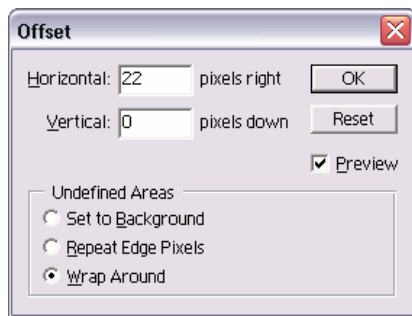 Offset
Horizontal: 22 pixels right OK
Vertical: 0 pixels down Reset
Preview
Undefined Areas
Set to Background
Repeat Edge Pixels
Wrap Around